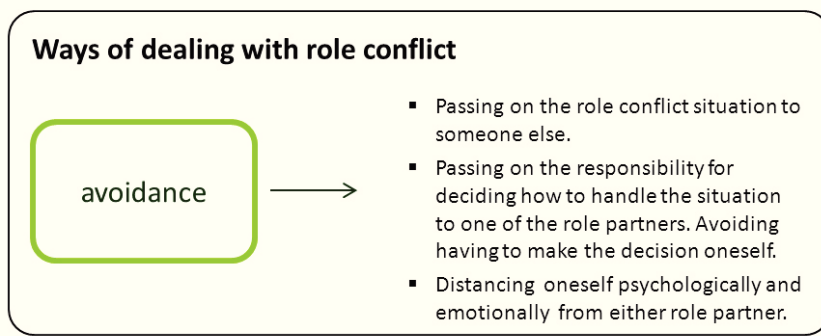 Ways of dealing with role conflict
avoidance
▪ Passing on the role conflict situation to
someone else.
▪ Passing on the responsibility for
deciding how to handle the situation
to one of the role partners. Avoiding
having to make the decision oneself.
▪ Distancing oneself psychologically and
emotionally from either role partner.